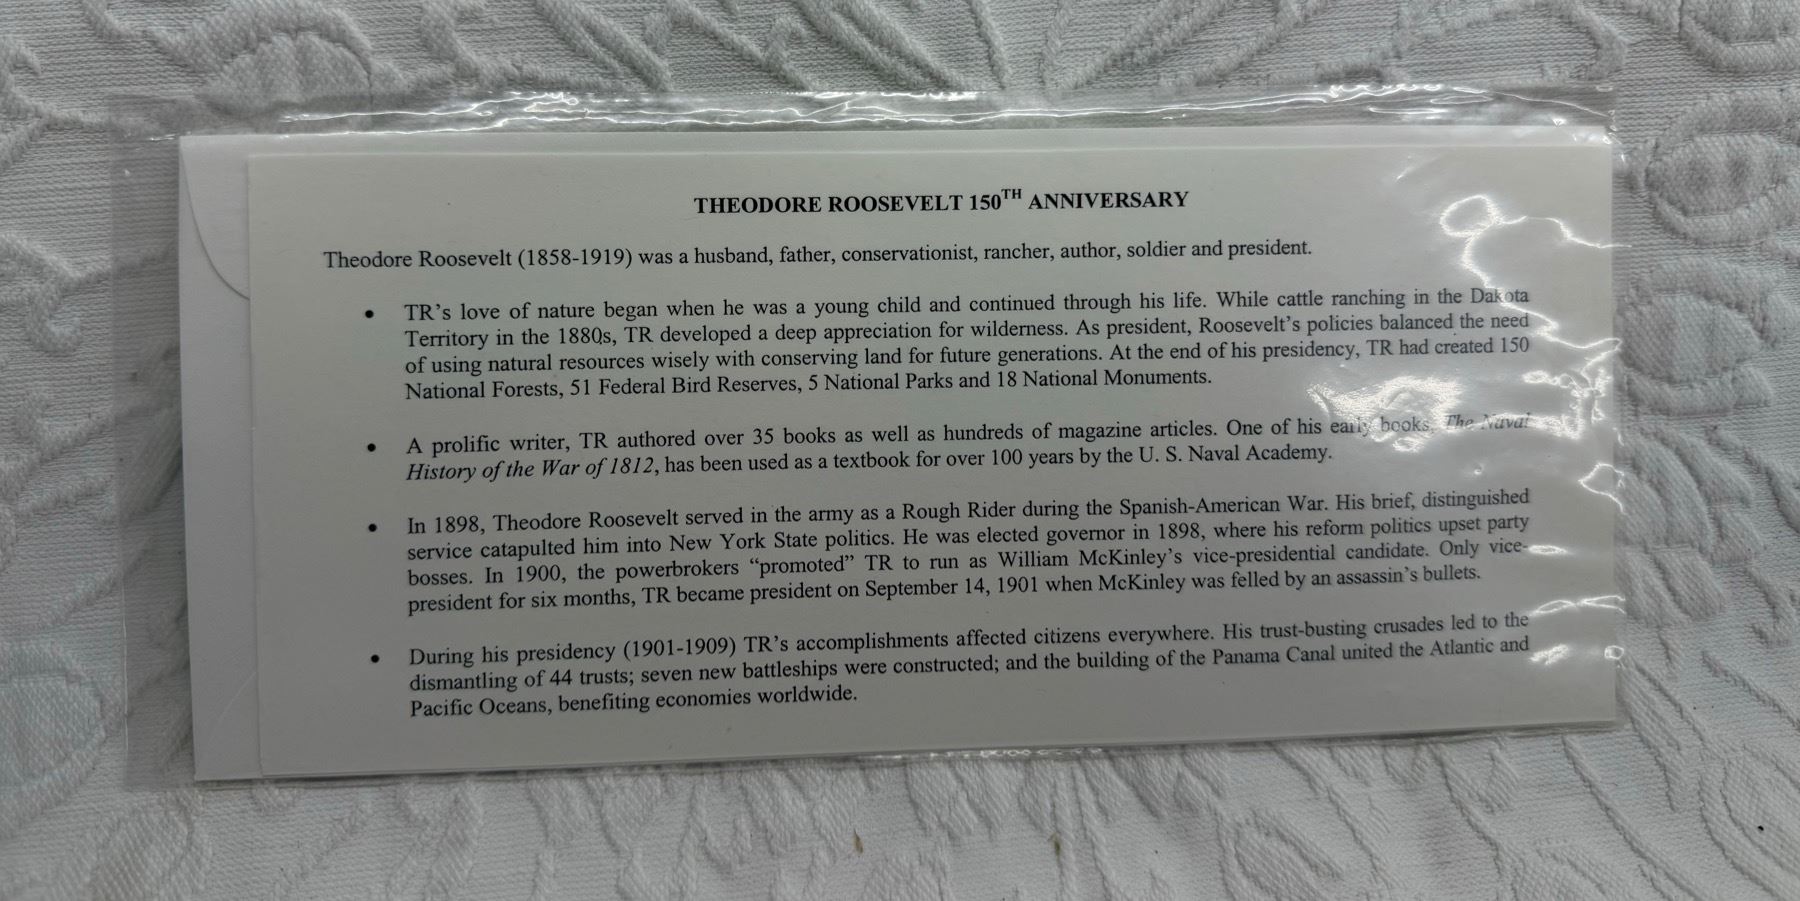 THEODORE ROOSEVELT 150TH ANNIVERSARY
Theodore Roosevelt (1858-1919) was a husband, father, conservationist, rancher, author, soldier and president.
• TR's love of nature began when he was a young child and continued through his life. While cattle ranching in the Dakota
Territory in the 1880s, TR developed a deep appreciation for wilderness. As president, Roosevelt's policies balanced the need
of using natural resources wisely with conserving land for future generations. At the end of his presidency, TR had created 150
National Forests, 51 Federal Bird Reserves, 5 National Parks and 18 National Monuments.
• A prolific writer, TR authored over 35 books as well as hundreds of magazine articles. One of his early books, The Naval
History of the War of 1812, has been used as a textbook for over 100 years by the U. S. Naval Academy.
• In 1898, Theodore Roosevelt served in the army as a Rough Rider during the Spanish-American War. His brief, distinguished
service catapulted him into New York State politics. He was elected governor in 1898, where his reform politics upset party
bosses. In 1900, the powerbrokers "promoted" TR to run as William McKinley's vice-presidential candidate. Only vice-
president for six months, TR became president on September 14, 1901 when McKinley was felled by an assassin's bullets.
• During his presidency (1901-1909) TR's accomplishments affected citizens everywhere. His trust-busting crusades led to the
dismantling of 44 trusts; seven new battleships were constructed; and the building of the Panama Canal united the Atlantic and
Pacific Oceans, benefiting economies worldwide.